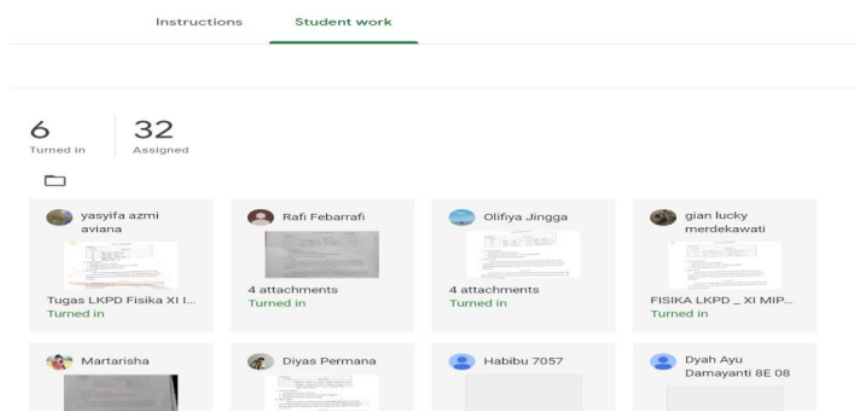 Instructions
Student work
6
32
Turned in
Assigned
yasyifa azmi
aviana
Tugas LKPD Fisika XI I...
Turned in
Rafi Febarrafi
4 attachments
Turned in
Olifiya Jingga
4 attachments
Turned in
gian lucky
merdekawati
FISIKA LKPD _ XI MIP...
Turned in
Martarisha
Diyas Permana
Habibu 7057
Dyah Ayu
Damayanti 8E 08